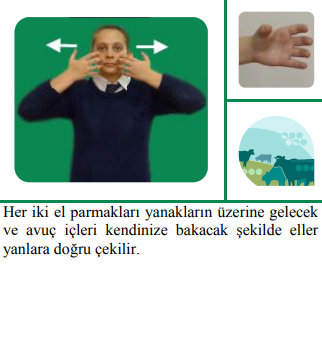 Her iki el parmakları yanakların üzerine gelecek
ve avuç içleri kendinize bakacak şekilde eller
yanlara doğru çekilir.